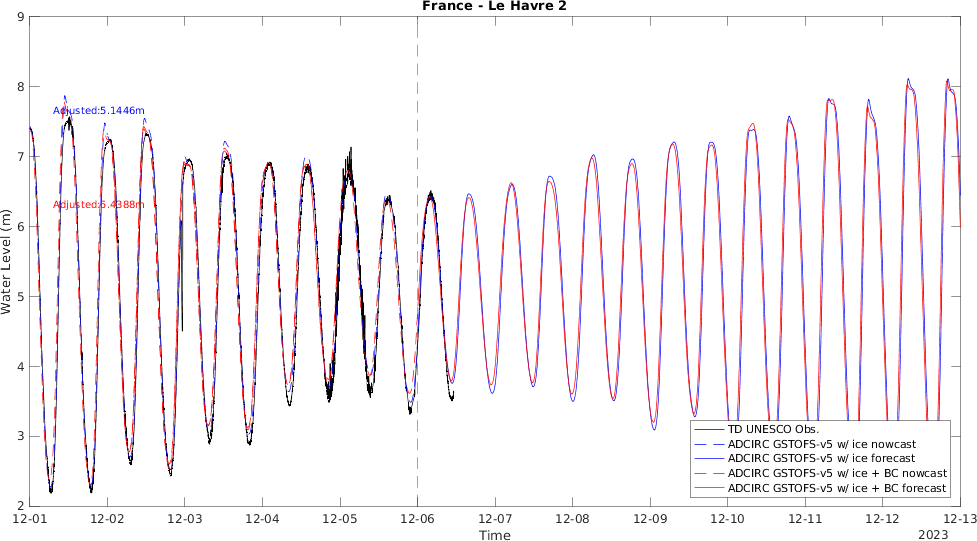 France - Le Havre 2
9
8
7
6
5
4
3
2
Water Level (m)
Adjusted:5.1446m
Adjusted:5.4388m
TD UNESCO Obs.
ADCIRC GSTOFS-v5 w/ ice nowcast
ADCIRC GSTOFS-v5 w/ ice forecast
ADCIRC GSTOFS-v5 w/ ice + BC nowcast
ADCIRC GSTOFS-v5 w/ ice + BC forecast
12-01 12-02 12-03 12-04 12-05 12-06 12-07 12-08 12-09 12-10 12-11 12-12 12-13
Time
2023